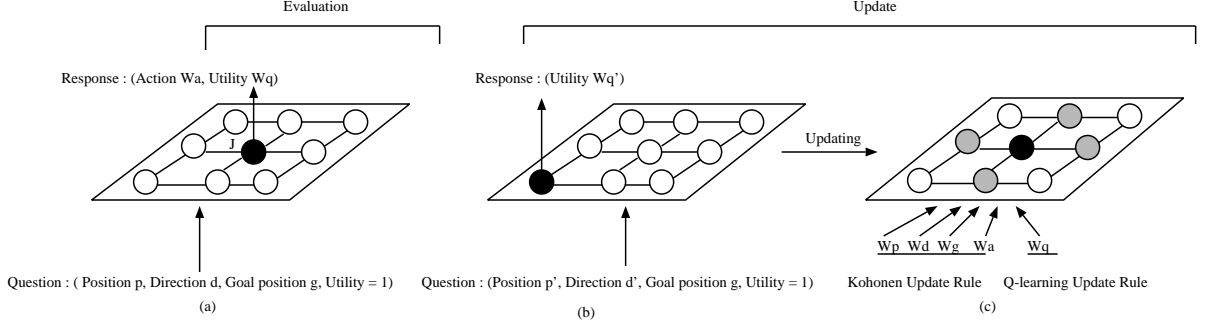 Evaluation
Update
Response : (Action Wa, Utility Wq)
J
Question : ( Position p, Direction d, Goal position g, Utility = 1)
(a)
Response : (Utility Wq’)
Question : (Position p’, Direction d’, Goal position g, Utility = 1)
(b)
Updating
Wp Wd Wg Wa Wq
Kohonen Update Rule Q-learning Update Rule
(c)